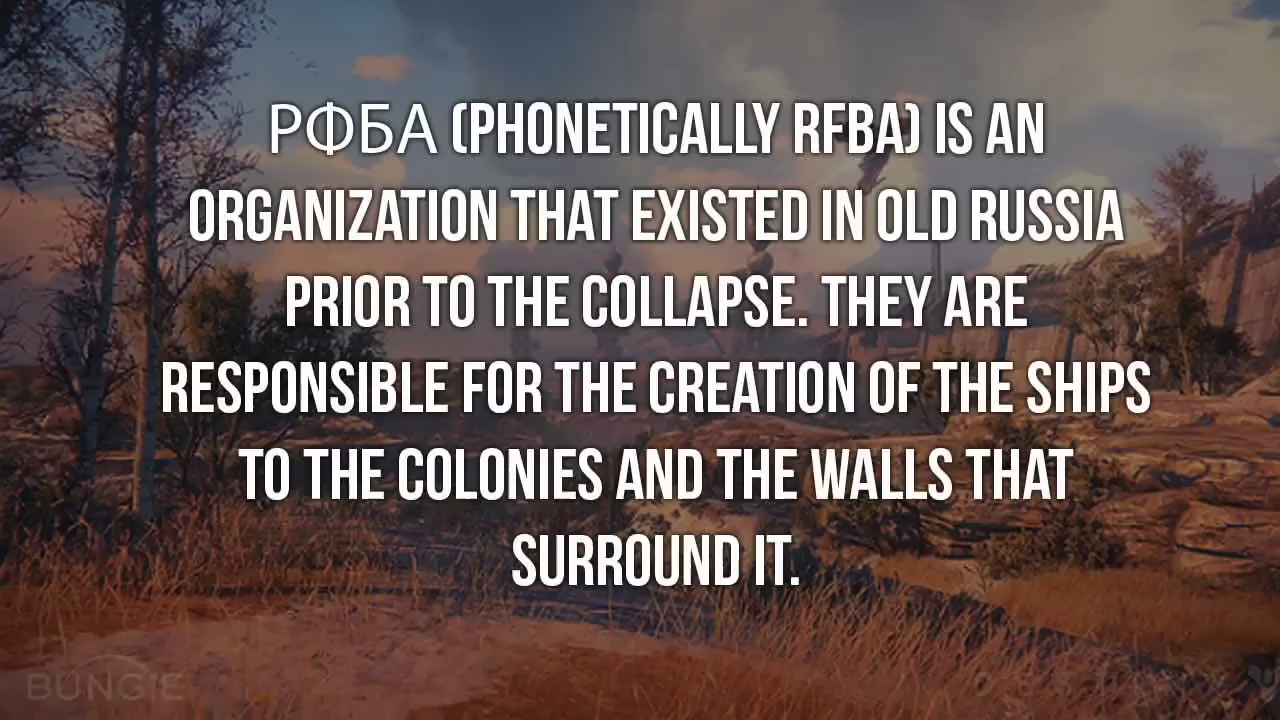 РФБА (PHONETICALLY RFBA) IS AN
ORGANIZATION THAT EXISTED IN OLD RUSSIA
PRIOR TO THE COLLAPSE. THEY ARE
RESPONSIBLE FOR THE CREATION OF THE SHIPS
TO THE COLONIES AND THE WALLS THAT
SURROUND IT.
BUNGIE